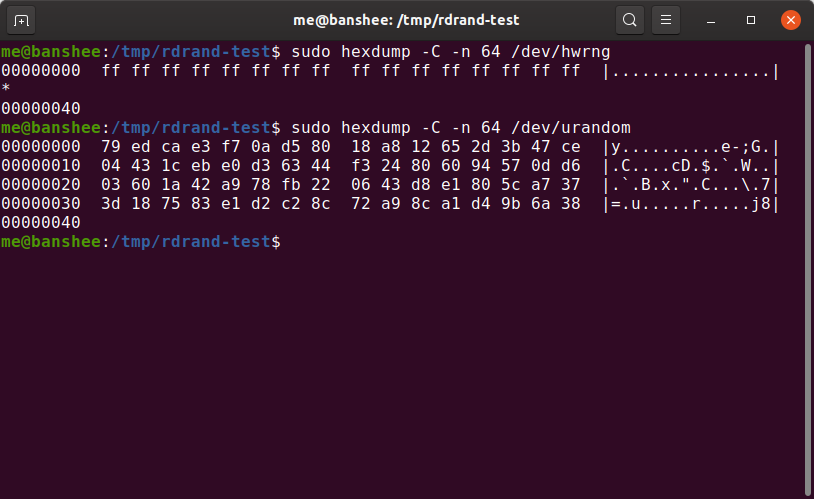 me@banshee: /tmp/rdrand-test
me@banshee:/tmp/rdrand-test$ sudo hexdump -C -n 64 /dev/hwrng
00000000  ff ff ff ff ff ff ff ff  ff ff ff ff ff ff ff ff  |................|
*
00000040
me@banshee:/tmp/rdrand-test$ sudo hexdump -C -n 64 /dev/urandom
00000000  79 ed ca e3 f7 0a d5 80  18 a8 12 65 2d 3b 47 ce  |y..........e-;G.|
00000010  04 43 1c eb e0 d3 63 44  f3 24 80 60 94 57 0d d6  |.C....cD.$.`.W..|
00000020  03 60 1a 42 a9 78 fb 22  06 43 d8 e1 80 5c a7 37  |.`.B.x.".C...\.7|
00000030  3d 18 75 83 e1 d2 c2 8c  72 a9 8c a1 d4 9b 6a 38  |=.u.....r.....j8|
00000040
me@banshee:/tmp/rdrand-test$